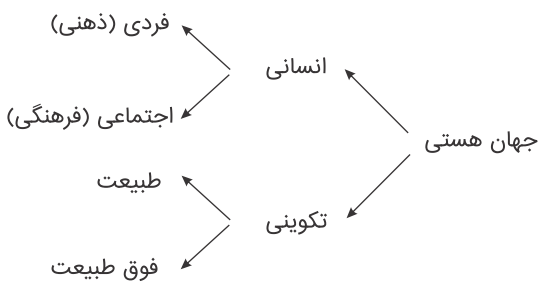 جهان هستی
انسانی
فردی (ذهنی)
اجتماعی (فرهنگی)
تکوینی
طبیعت
فوق طبیعت